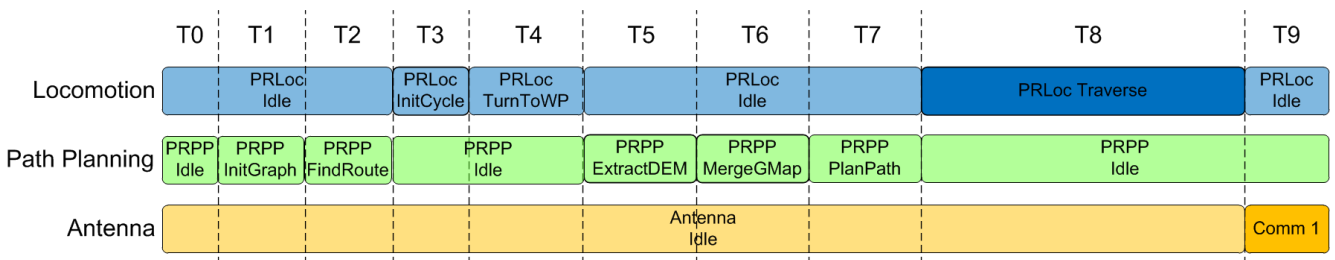 T0 T1 T2 T3 T4 T5 T6 T7 T8 T9
Locomotion
PRLoc
Idle
PRLoc
InitCycle
PRLoc
TurnToWP
PRLoc
Idle
PRLoc Traverse
PRLoc
Idle
Path Planning
PRPP
Idle
PRPP
InitGraph
PRPP
FindRoute
PRPP
Idle
PRPP
ExtractDEM
PRPP
MergeGMap
PRPP
PlanPath
PRPP
Idle
Antenna
Antenna
Idle
Comm 1